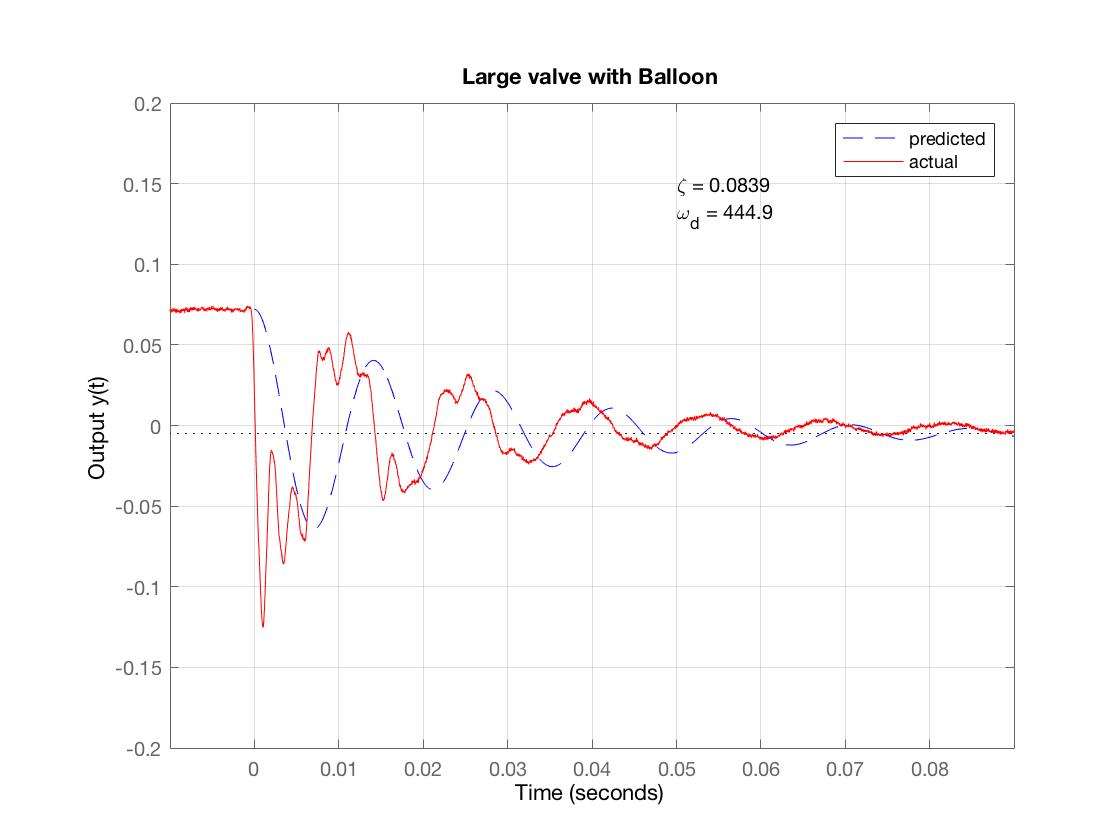 Large valve with Balloon
predicted
actual
ζ = 0.0839
ω_d = 444.9
Output y(t)
0.2
0.15
0.1
0.05
0
-0.05
-0.1
-0.15
-0.2
0 0.01 0.02 0.03 0.04 0.05 0.06 0.07 0.08
Time (seconds)